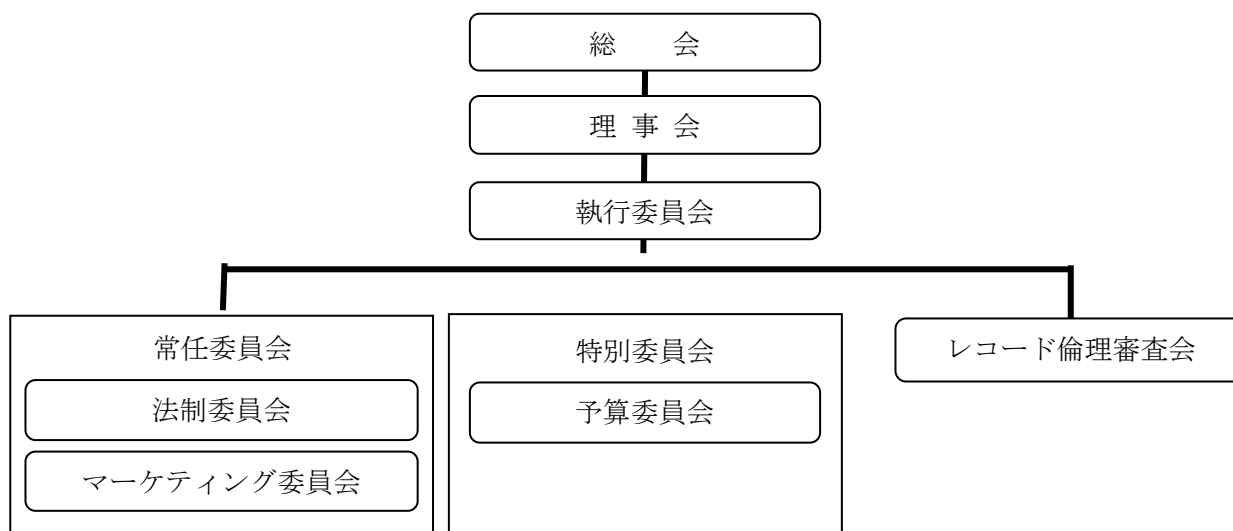 総　　会
理 事 会
執行委員会
常任委員会
法制委員会
マーケティング委員会
特別委員会
予算委員会
レコード倫理審査会